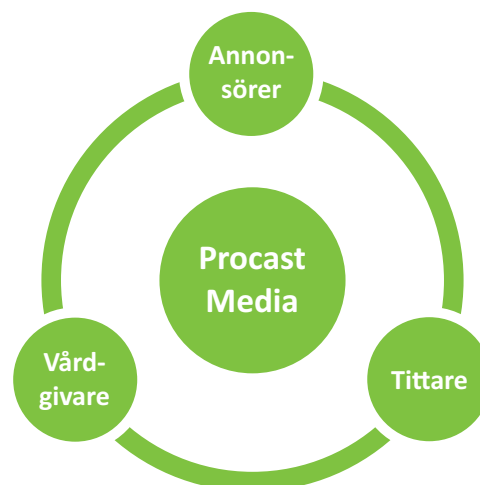 Annon-
sörer
Procast
Media
Vård-
givare
Tittare